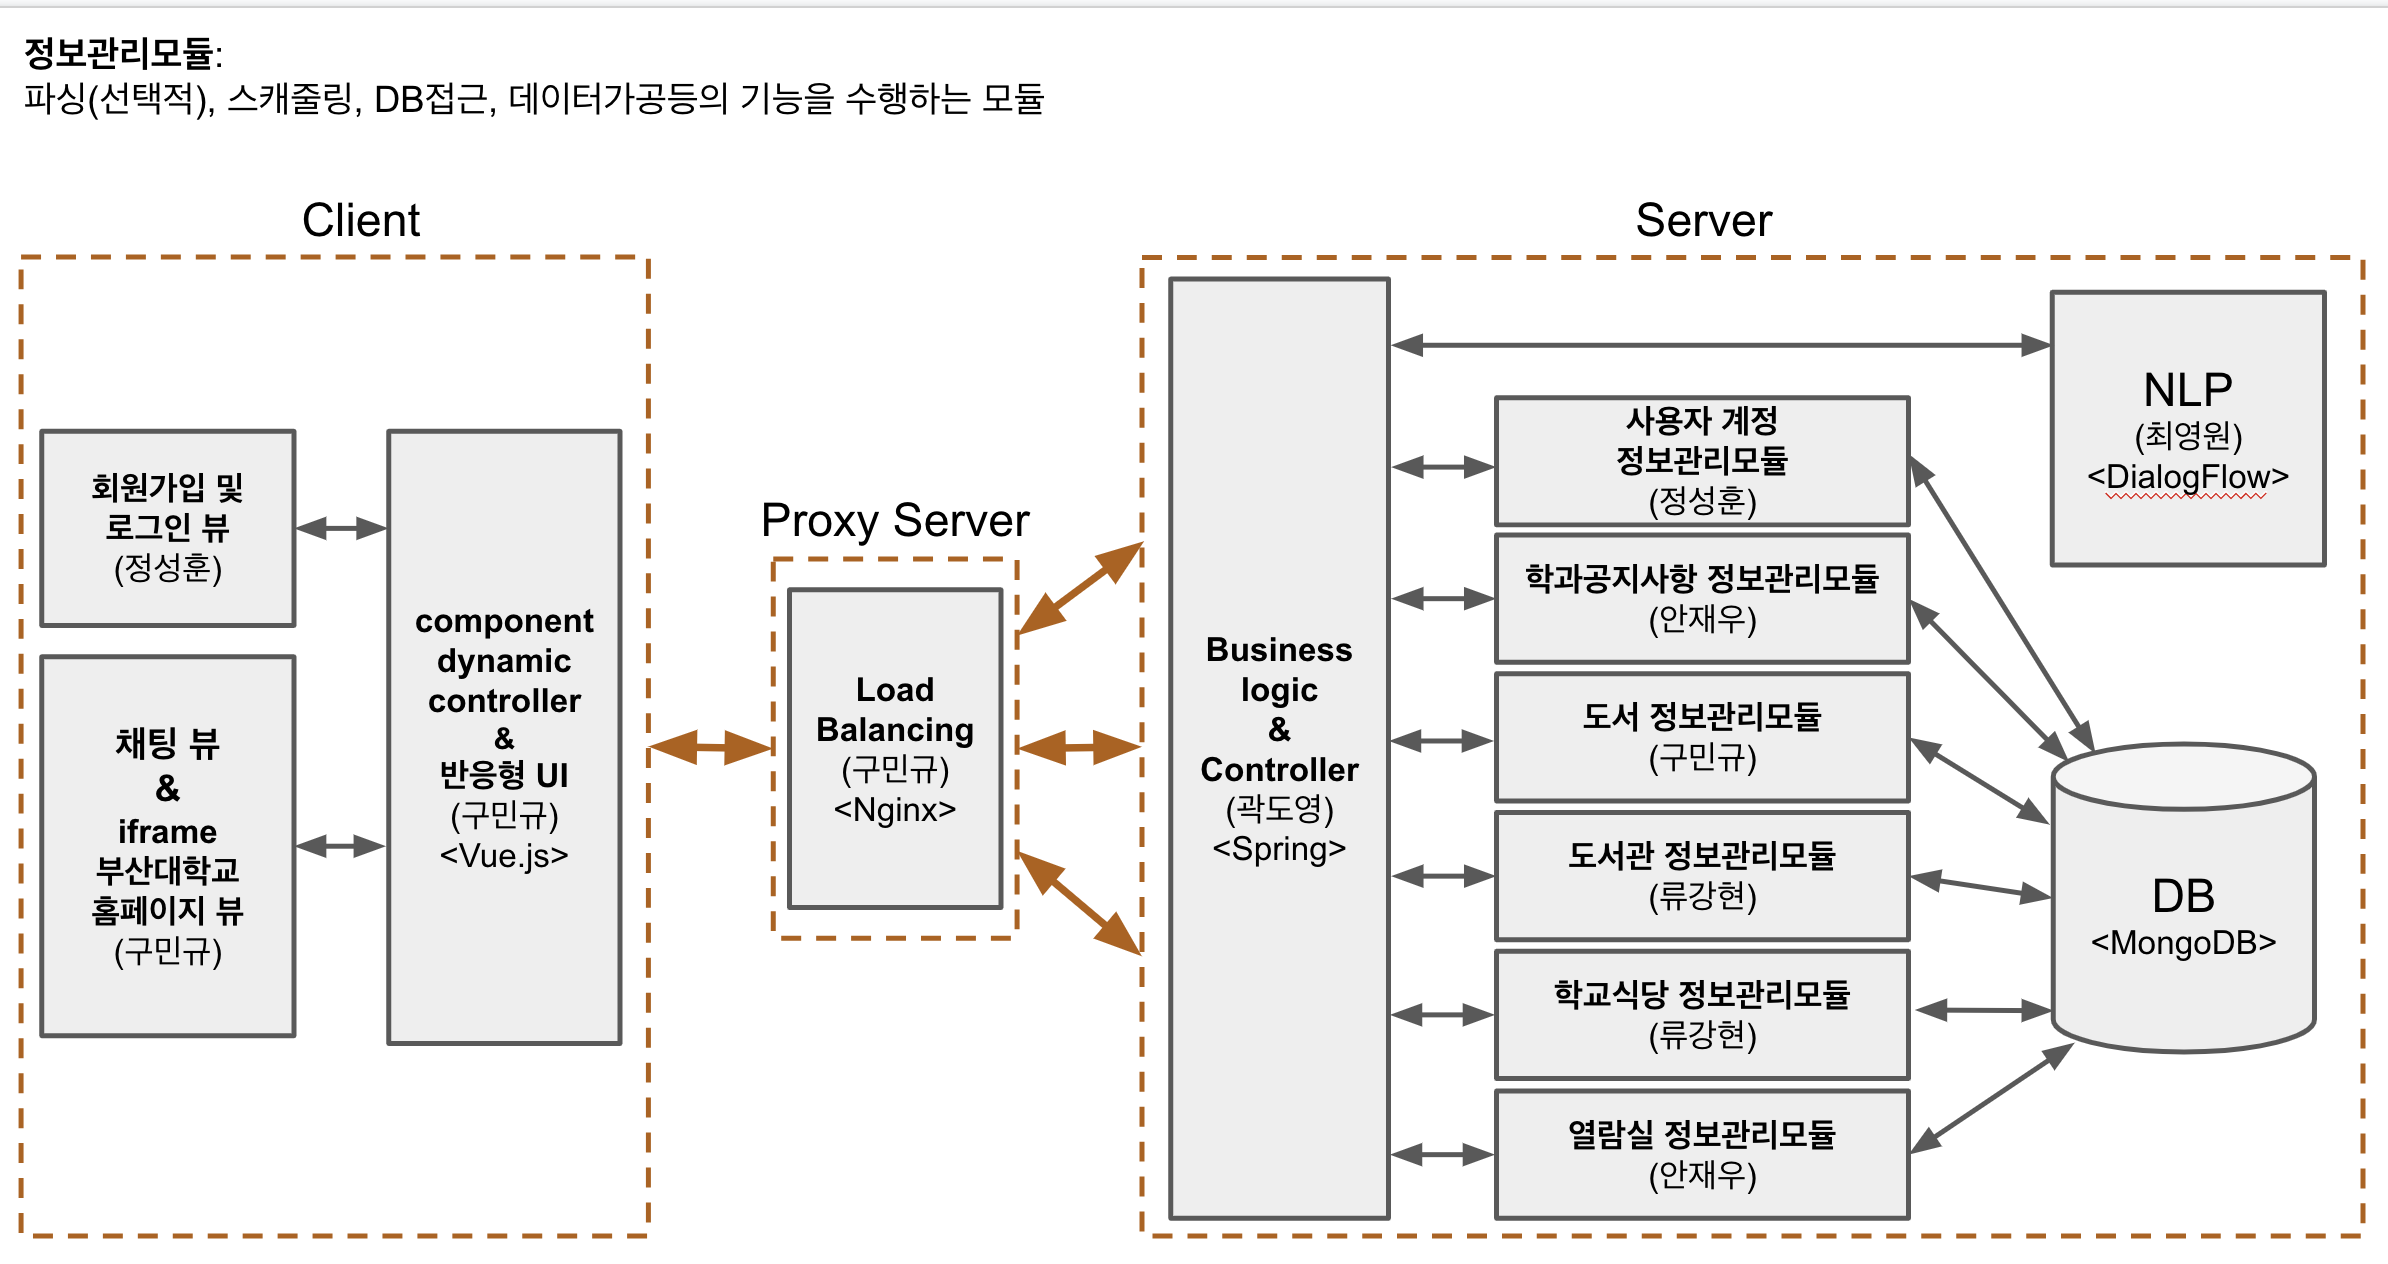 정보관리모듈:
파싱(선택적), 스캐줄링, DB접근, 데이터가공등의 기능을 수행하는 모듈
Client
회원가입 및
로그인 뷰
(정성훈)
채팅 뷰
&
iframe
부산대학교
홈페이지 뷰
(구민규)
component
dynamic
controller
&
반응형 UI
(구민규)
<Vue.js>
Proxy Server
Load
Balancing
(구민규)
<Nginx>
Server
Business
logic
&
Controller
(곽도영)
<Spring>
사용자 계정
정보관리모듈
(정성훈)
학과공지사항 정보관리모듈
(안재우)
도서 정보관리모듈
(구민규)
도서관 정보관리모듈
(류강현)
학교식당 정보관리모듈
(류강현)
열람실 정보관리모듈
(안재우)
NLP
(최영원)
<DialogFlow>
DB
<MongoDB>